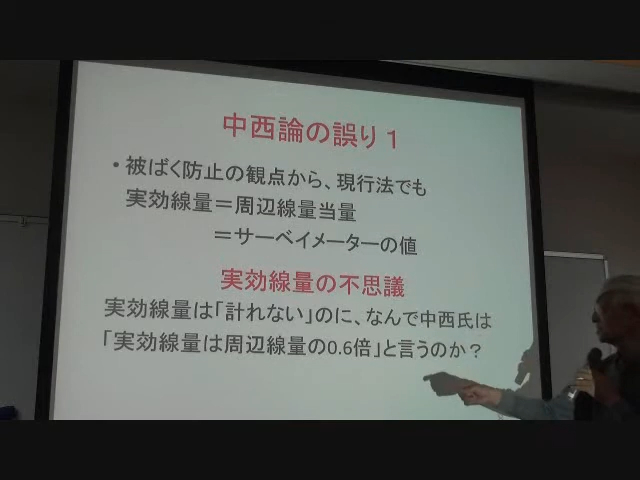 中西論の誤り１
・被ばく防止の観点から、現行法でも
実効線量＝周辺線量当量
＝サーベイメーターの値
実効線量の不思議
実効線量は「計れない」のに、なんで中西氏は
「実効線量は周辺線量の0.6倍」と言うのか？